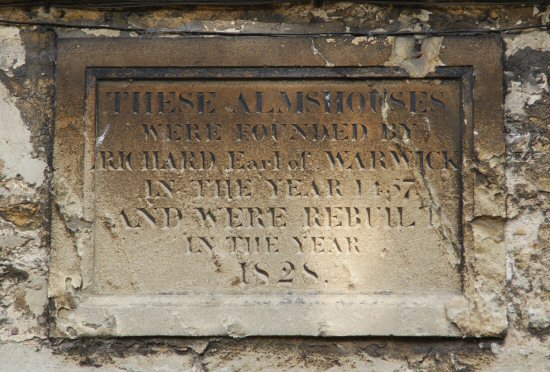 THESE ALMSHOUSES
WERE FOUNDED BY
RICHARD Earl of WARWICK
IN THE YEAR 1457
AND WERE REBUILT
IN THE YEAR
1828.